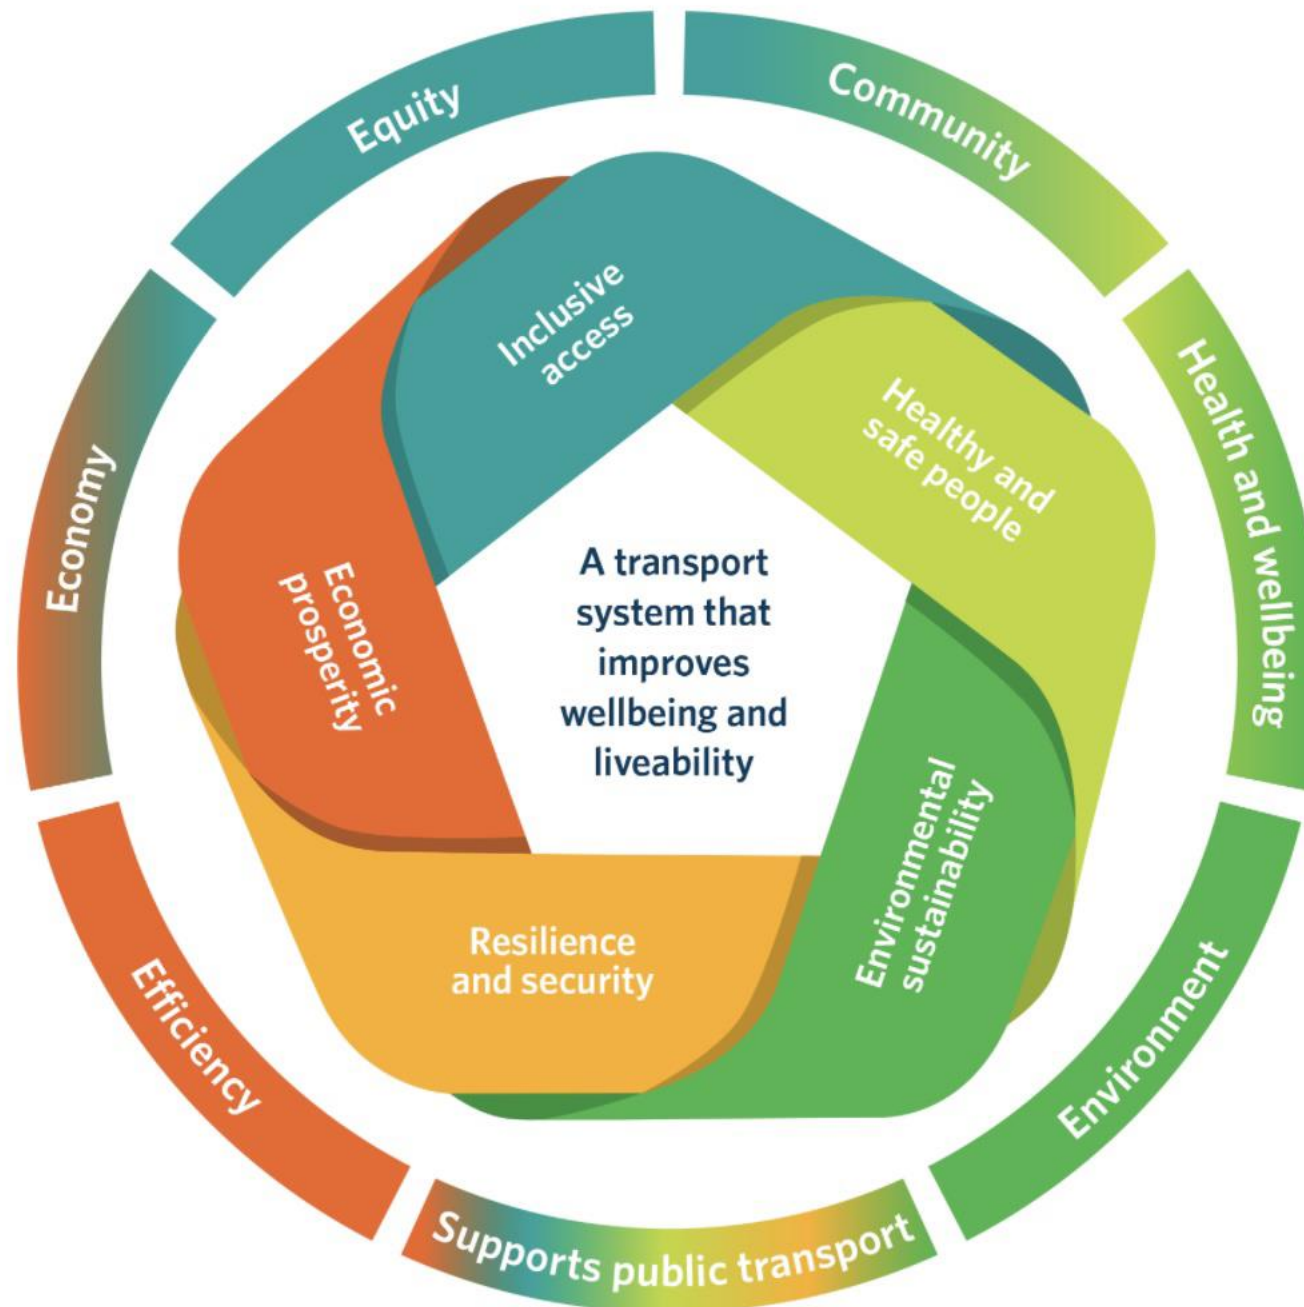 Equity
Community
Health and wellbeing
Environment
Supports public transport
Efficiency
Economy
Inclusive
access
Healthy and
safe people
Environmental
sustainability
Resilience
and security
Economic
prosperity
A transport
system that
improves
wellbeing and
liveability